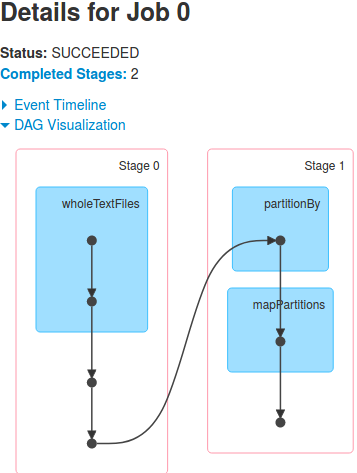 Details for Job 0
Status: SUCCEEDED
Completed Stages: 2
Event Timeline
DAG Visualization
Stage 0
Stage 1
wholeTextFiles
partitionBy
mapPartitions